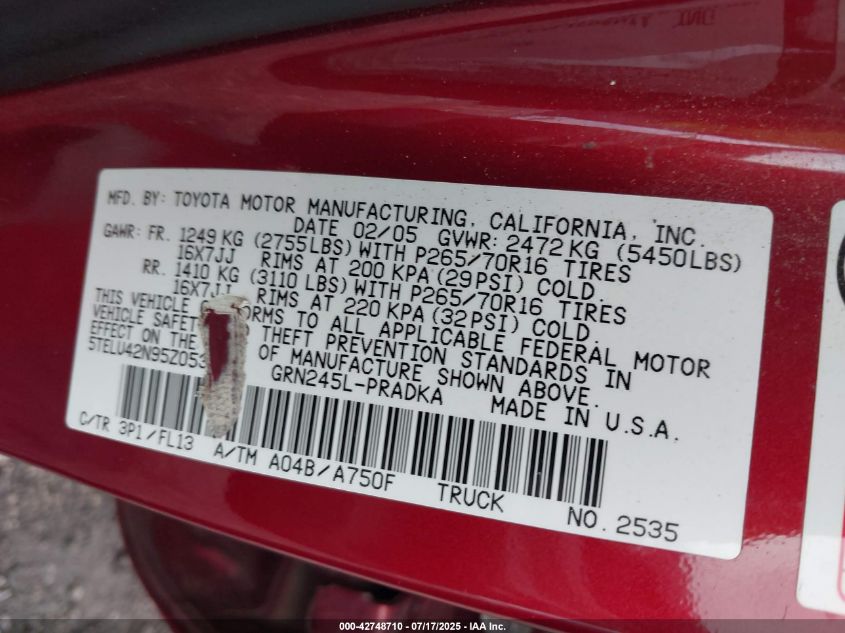 MFD. BY: TOYOTA MOTOR MANUFACTURING, CALIFORNIA, INC.
DATE 02/05 GVWR: 2472 KG (5450LBS)
GAWR: FR. 1249 KG (2755LBS) WITH P265/70R16 TIRES
16X7JJ RIMS AT 200 KPA (29PSI) COLD.
RR. 1410 KG (3110 LBS) WITH P265/70R16 TIRES
16X7JJ RIMS AT 220 KPA (32PSI) COLD.
THIS VEHICLE ORMS TO ALL APPLICABLE FEDERAL MOTOR
VEHICLE SAFET THEFT PREVENTION STANDARDS IN
EFFECT ON THE OF MANUFACTURE SHOWN ABOVE.
5TELU42N95Z053 GRN245L-PRADKA MADE IN U.S.A.
C/TR 3P1/FL13 A/TM A04B/A750F TRUCK NO. 2535
000-42748710 - 07/17/2025 - IAA, Inc.